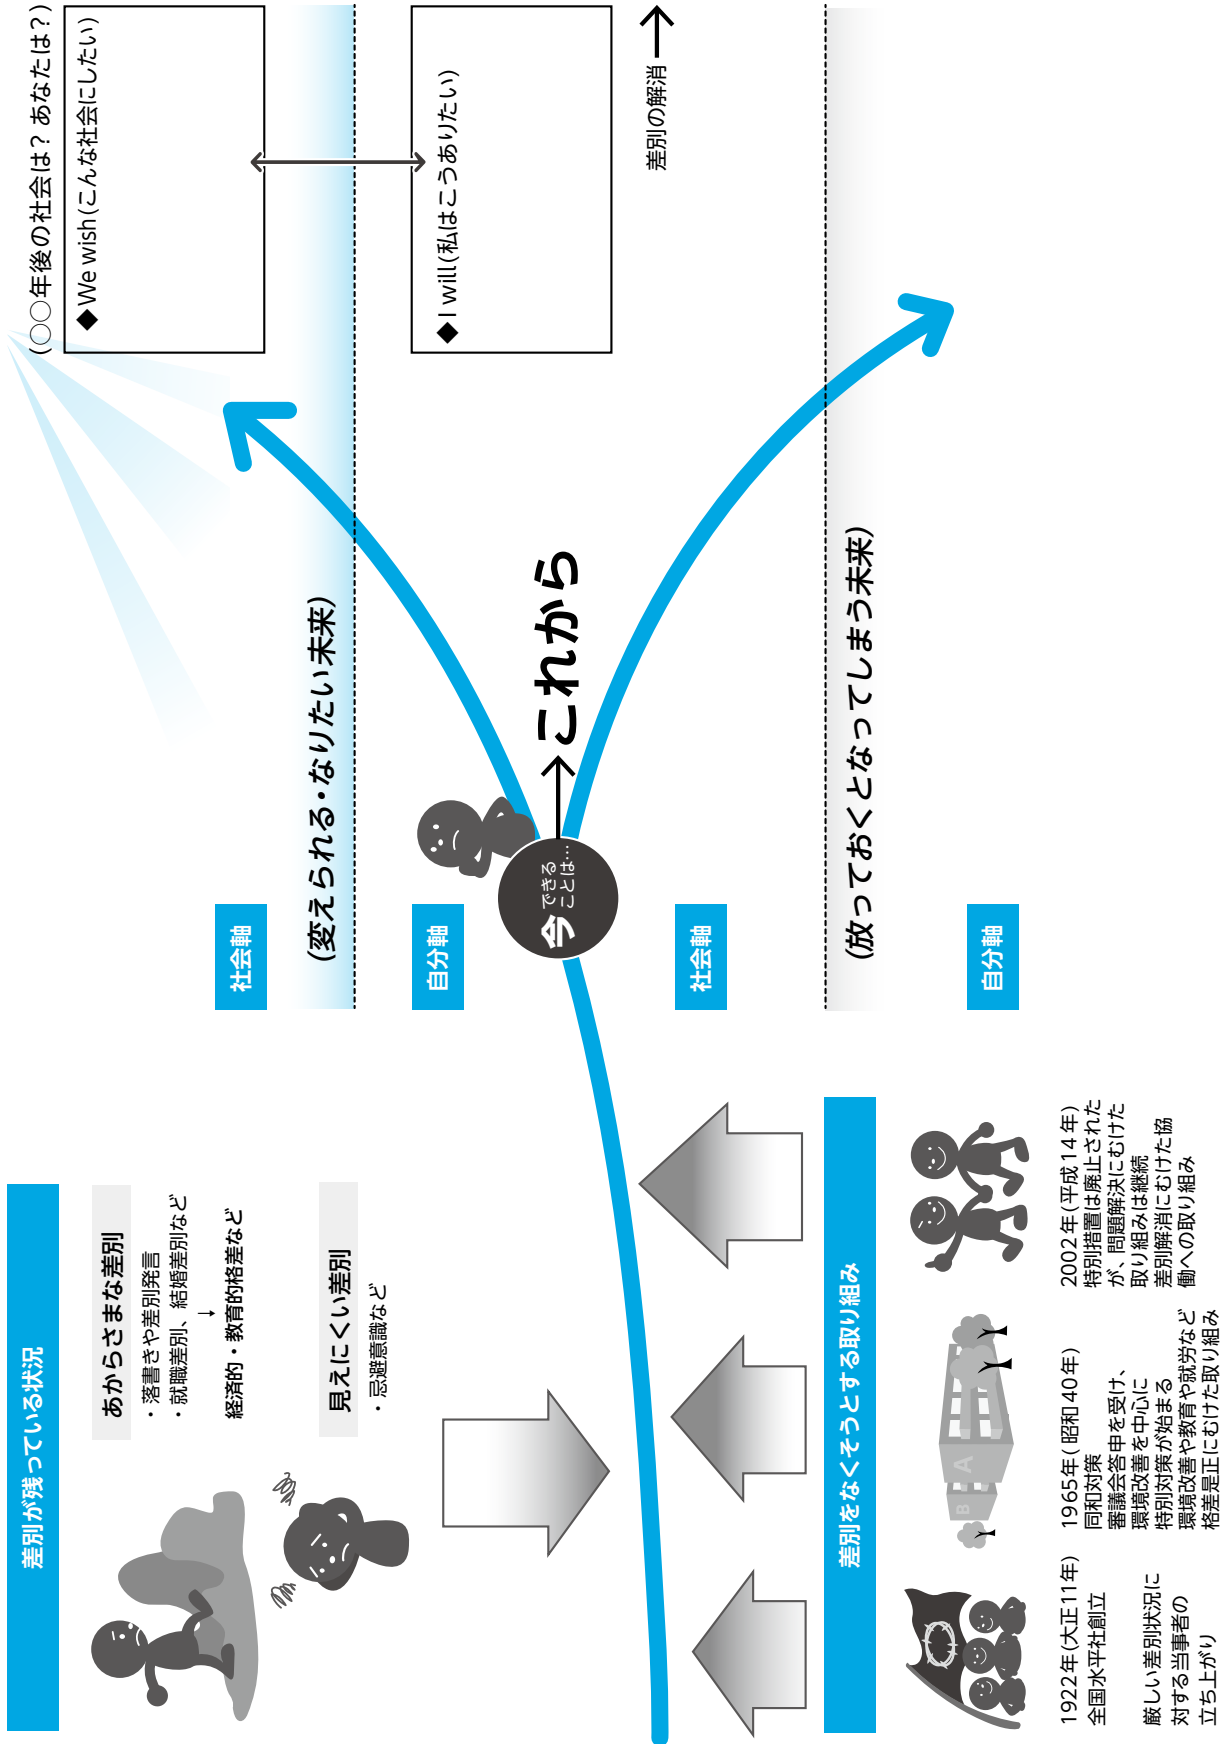 差別が残っている状況
あからさまな差別
・落書きや差別発言
・就職差別、結婚差別など
↓
経済的・教育的格差など
見えにくい差別
・忌避意識など
差別をなくそうとする取り組み
1922年(大正11年)
全国水平社創立
厳しい差別状況に
対する当事者の
立ち上がり
1965年(昭和40年)
同和対策
審議会答申を受け、
環境改善を中心に
特別対策が始まる
環境改善や教育や就労など
格差是正にむけた取り組み
B
A
2002年(平成14年)
特別措置は廃止された
が、問題解決にむけた
取り組みは継続
差別解消にむけた協
働への取り組み
今
できる
ことは…
これから
社会軸
(変えられる・なりたい未来)
自分軸
社会軸
(放っておくとなってしまう未来)
自分軸
(○○年後の社会は？あなたは？)
◆We wish(こんな社会にしたい)
◆I will(私はこうありたい)
差別の解消→